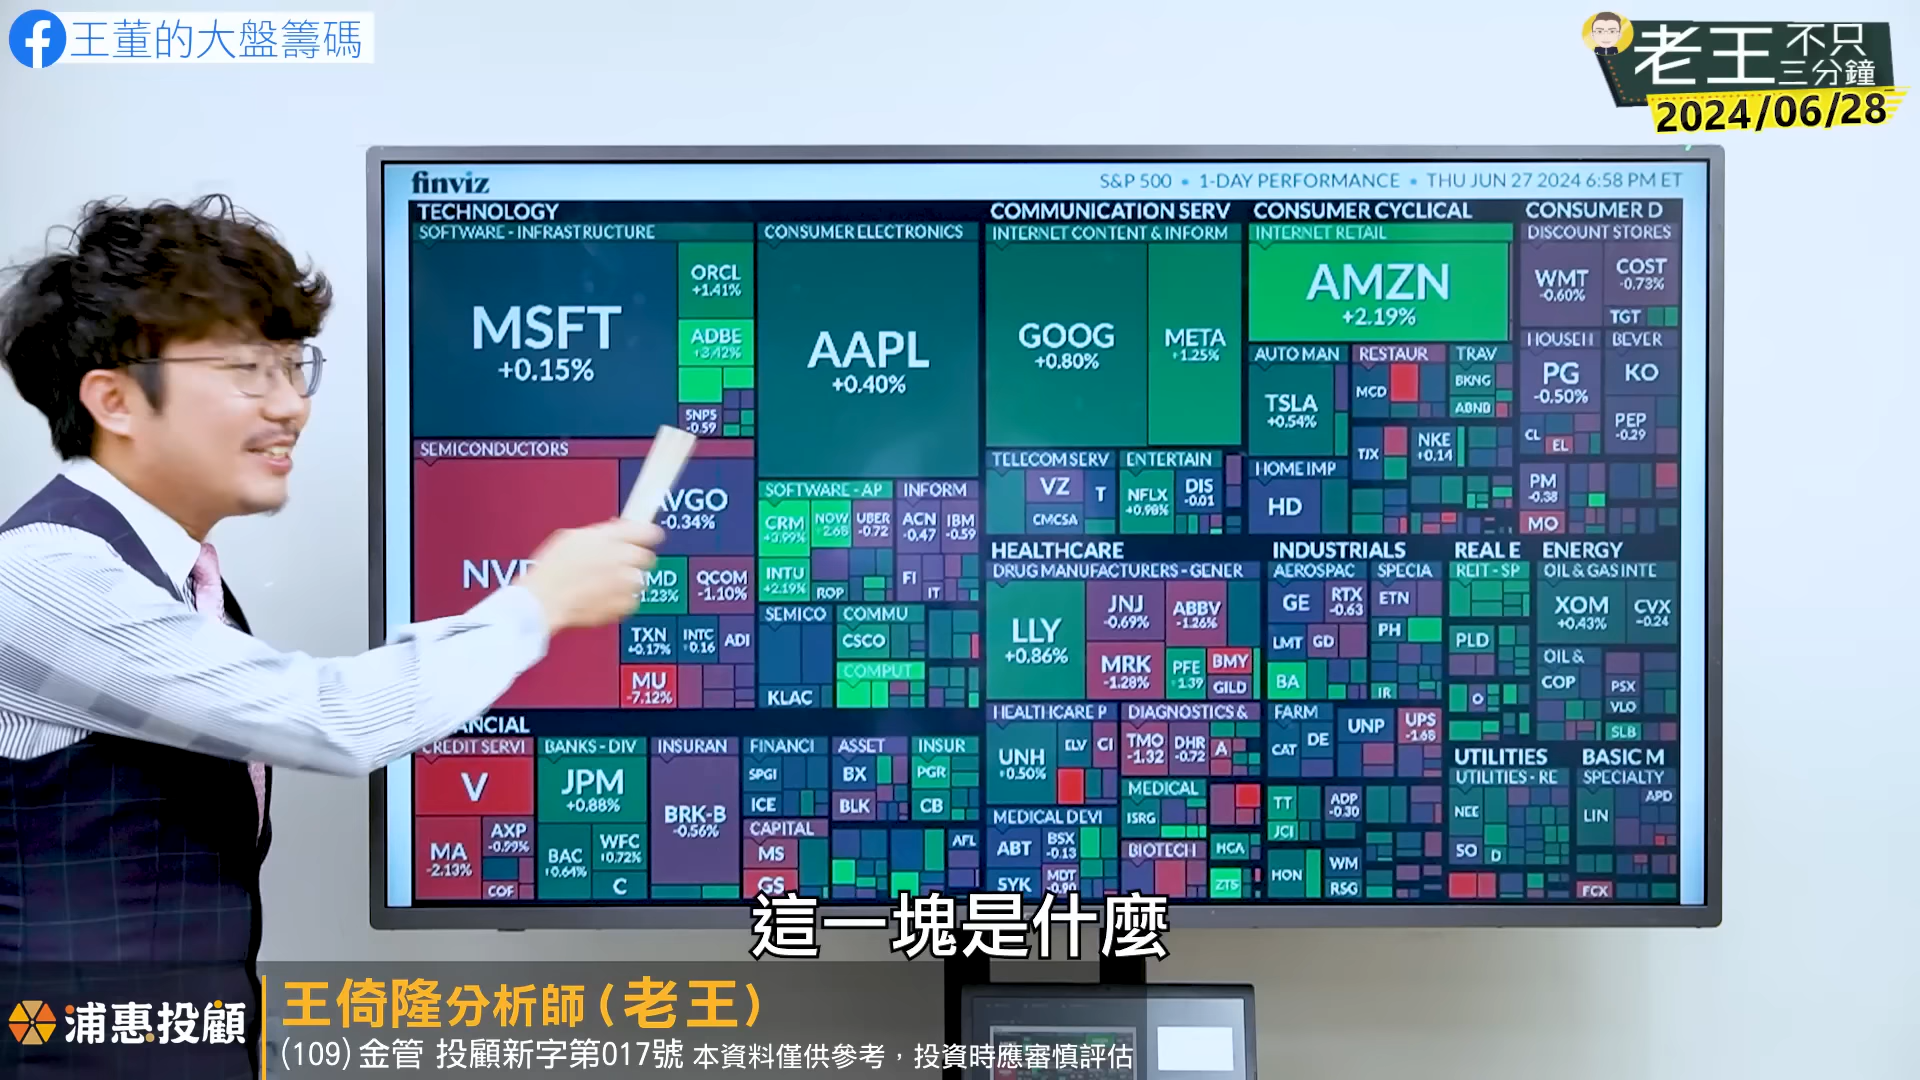 王董的大盤籌碼
老王不只三分鐘
2024/06/28
finviz
S&P 500 • 1-DAY PERFORMANCE • THU JUN 27 2024 6:58 PM ET
TECHNOLOGY
SOFTWARE - INFRASTRUCTURE
MSFT
+0.15%
ORCL
+1.41%
ADBE
SNPS
-0.59
CONSUMER ELECTRONICS
AAPL
+0.40%
SEMICONDUCTORS
AVGO
-0.34%
QCOM
-1.10%
TXN
+0.17%
INTC
ADI
MU
-7.12%
SOFTWARE - AP
CRM
+3.99%
NOW
UBER
-0.72
INTU
+2.19%
ROP
INFORM
ACN
-0.47
IBM
-0.59
FI
IT
SEMICO
KLAC
COMMU
CSCO
COMPUT
COMMUNICATION SERV
INTERNET CONTENT & INFORM
GOOG
+0.80%
META
+1.25%
TELECOM SERV
VZ
T
CMCSA
ENTERTAIN
NFLX
+0.98%
DIS
-0.01
CONSUMER CYCLICAL
INTERNET RETAIL
AMZN
+2.19%
AUTO MAN
TSLA
+0.54%
RESTAUR
MCD
TRAV
BKNG
ABNB
TJX
NKE
+0.14
HOME IMP
HD
CONSUMER D
DISCOUNT STORES
WMT
-0.60%
COST
-0.73%
TGT
HOUSEH
PG
-0.50%
BEVER
KO
PEP
-0.29
CL
EL
PM
-0.38
MO
HEALTHCARE
DRUG MANUFACTURERS - GENER
LLY
+0.86%
JNJ
-0.69%
ABBV
-1.26%
MRK
-1.28%
PFE
BMY
GILD
HEALTHCARE P
UNH
+0.50%
ELV
CI
DIAGNOSTICS &
TMO
-1.32
DHR
-0.72
A
MEDICAL
ISRG
MEDICAL DEVI
ABT
BSX
-0.13
SYK
MDT
BIOTECH
HCA
ZTS
INDUSTRIALS
AEROSPAC
GE
RTX
-0.63
LMT
GD
BA
SPECIA
ETN
PH
IR
FARM
CAT
DE
UNP
UPS
-1.68
TT
JCI
ADP
-0.30
HON
WM
RSG
REAL E
REIT - SP
PLD
O
ENERGY
OIL & GAS INTE
XOM
+0.43%
CVX
-0.24
OIL &
COP
PSX
VLO
SLB
UTILITIES
UTILITIES - RE
NEE
SO
D
BASIC M
SPECIALTY
LIN
APD
FCX
CREDIT SERVI
V
MA
-2.13%
AXP
COF
BANKS - DIV
JPM
+0.88%
BAC
WFC
C
INSURAN
BRK-B
-0.56%
FINANCI
SPGI
ICE
CAPITAL
MS
GS
ASSET
BX
BLK
INSUR
PGR
CB
AFL
這一塊是什麼
浦惠投顧
王倚隆分析師(老王)
(109) 金管 投顧新字第017號 本資料僅供參考，投資時應審慎評估